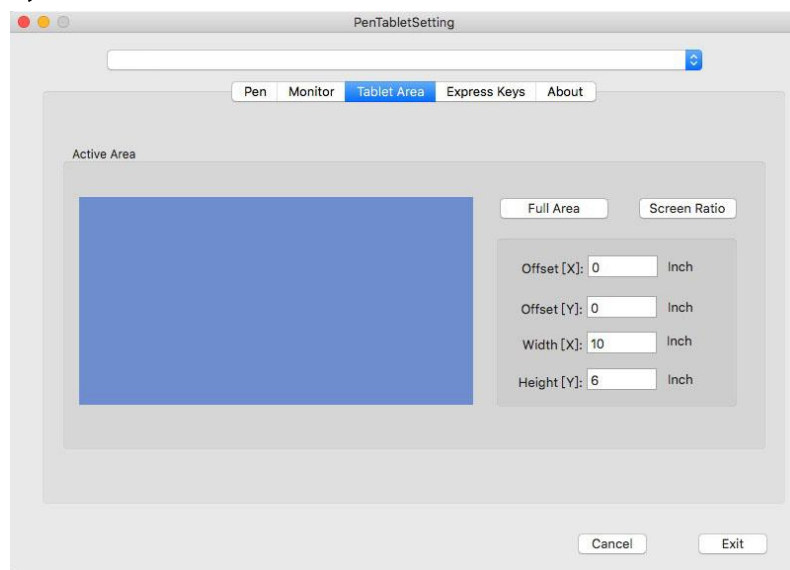 PenTabletSetting
Pen Monitor Tablet Area Express Keys About
Active Area
Full Area Screen Ratio
Offset [X]: 0 Inch
Offset [Y]: 0 Inch
Width [X]: 10 Inch
Height [Y]: 6 Inch
Cancel Exit